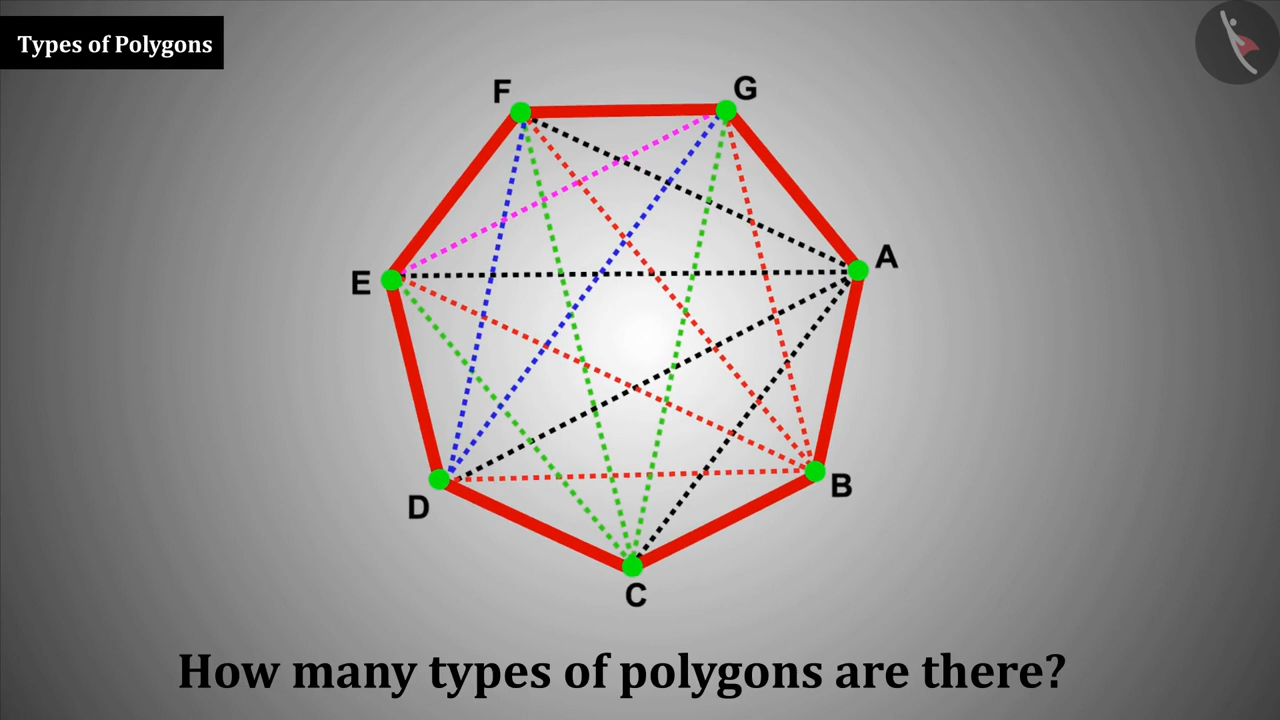 Types of Polygons
F
G
A
E
B
D
C
How many types of polygons are there?